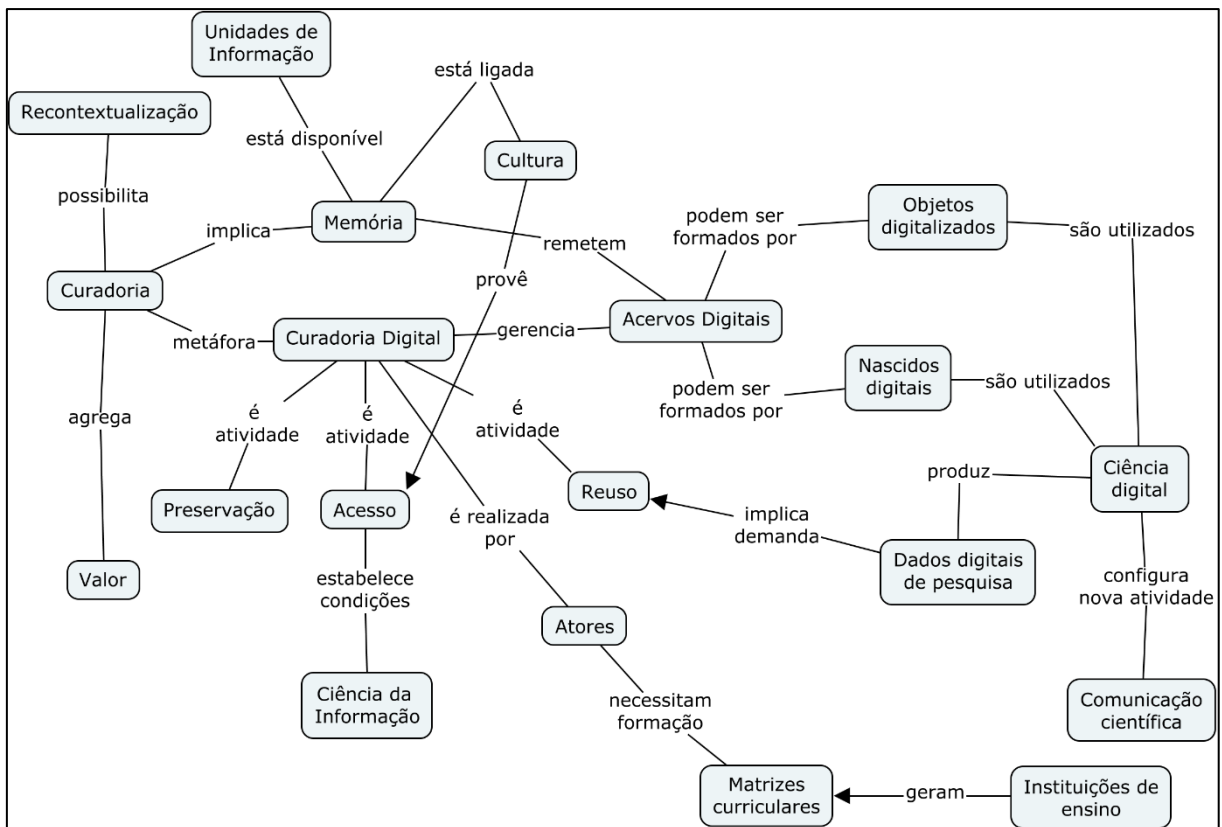 Unidades de
Informação
está ligada
Recontextualização
está disponível
Cultura
possibilita
Memória
implica
podem ser
formados por
Objetos
digitalizados
são utilizados
remetem
provê
Curadoria
Acervos Digitais
metáfora
Curadoria Digital
gerencia
Nascidos
digitais
são utilizados
podem ser
formados por
agrega
é
atividade
é
atividade
é
atividade
produz
Ciência
digital
Preservação
Acesso
Reuso
é realizada
por
implica
demanda
Dados digitais
de pesquisa
Valor
estabelece
condições
configura
nova atividade
Atores
Ciência da
Informação
necessitam
formação
Comunicação
científica
Matrizes
curriculares
geram
Instituições de
ensino